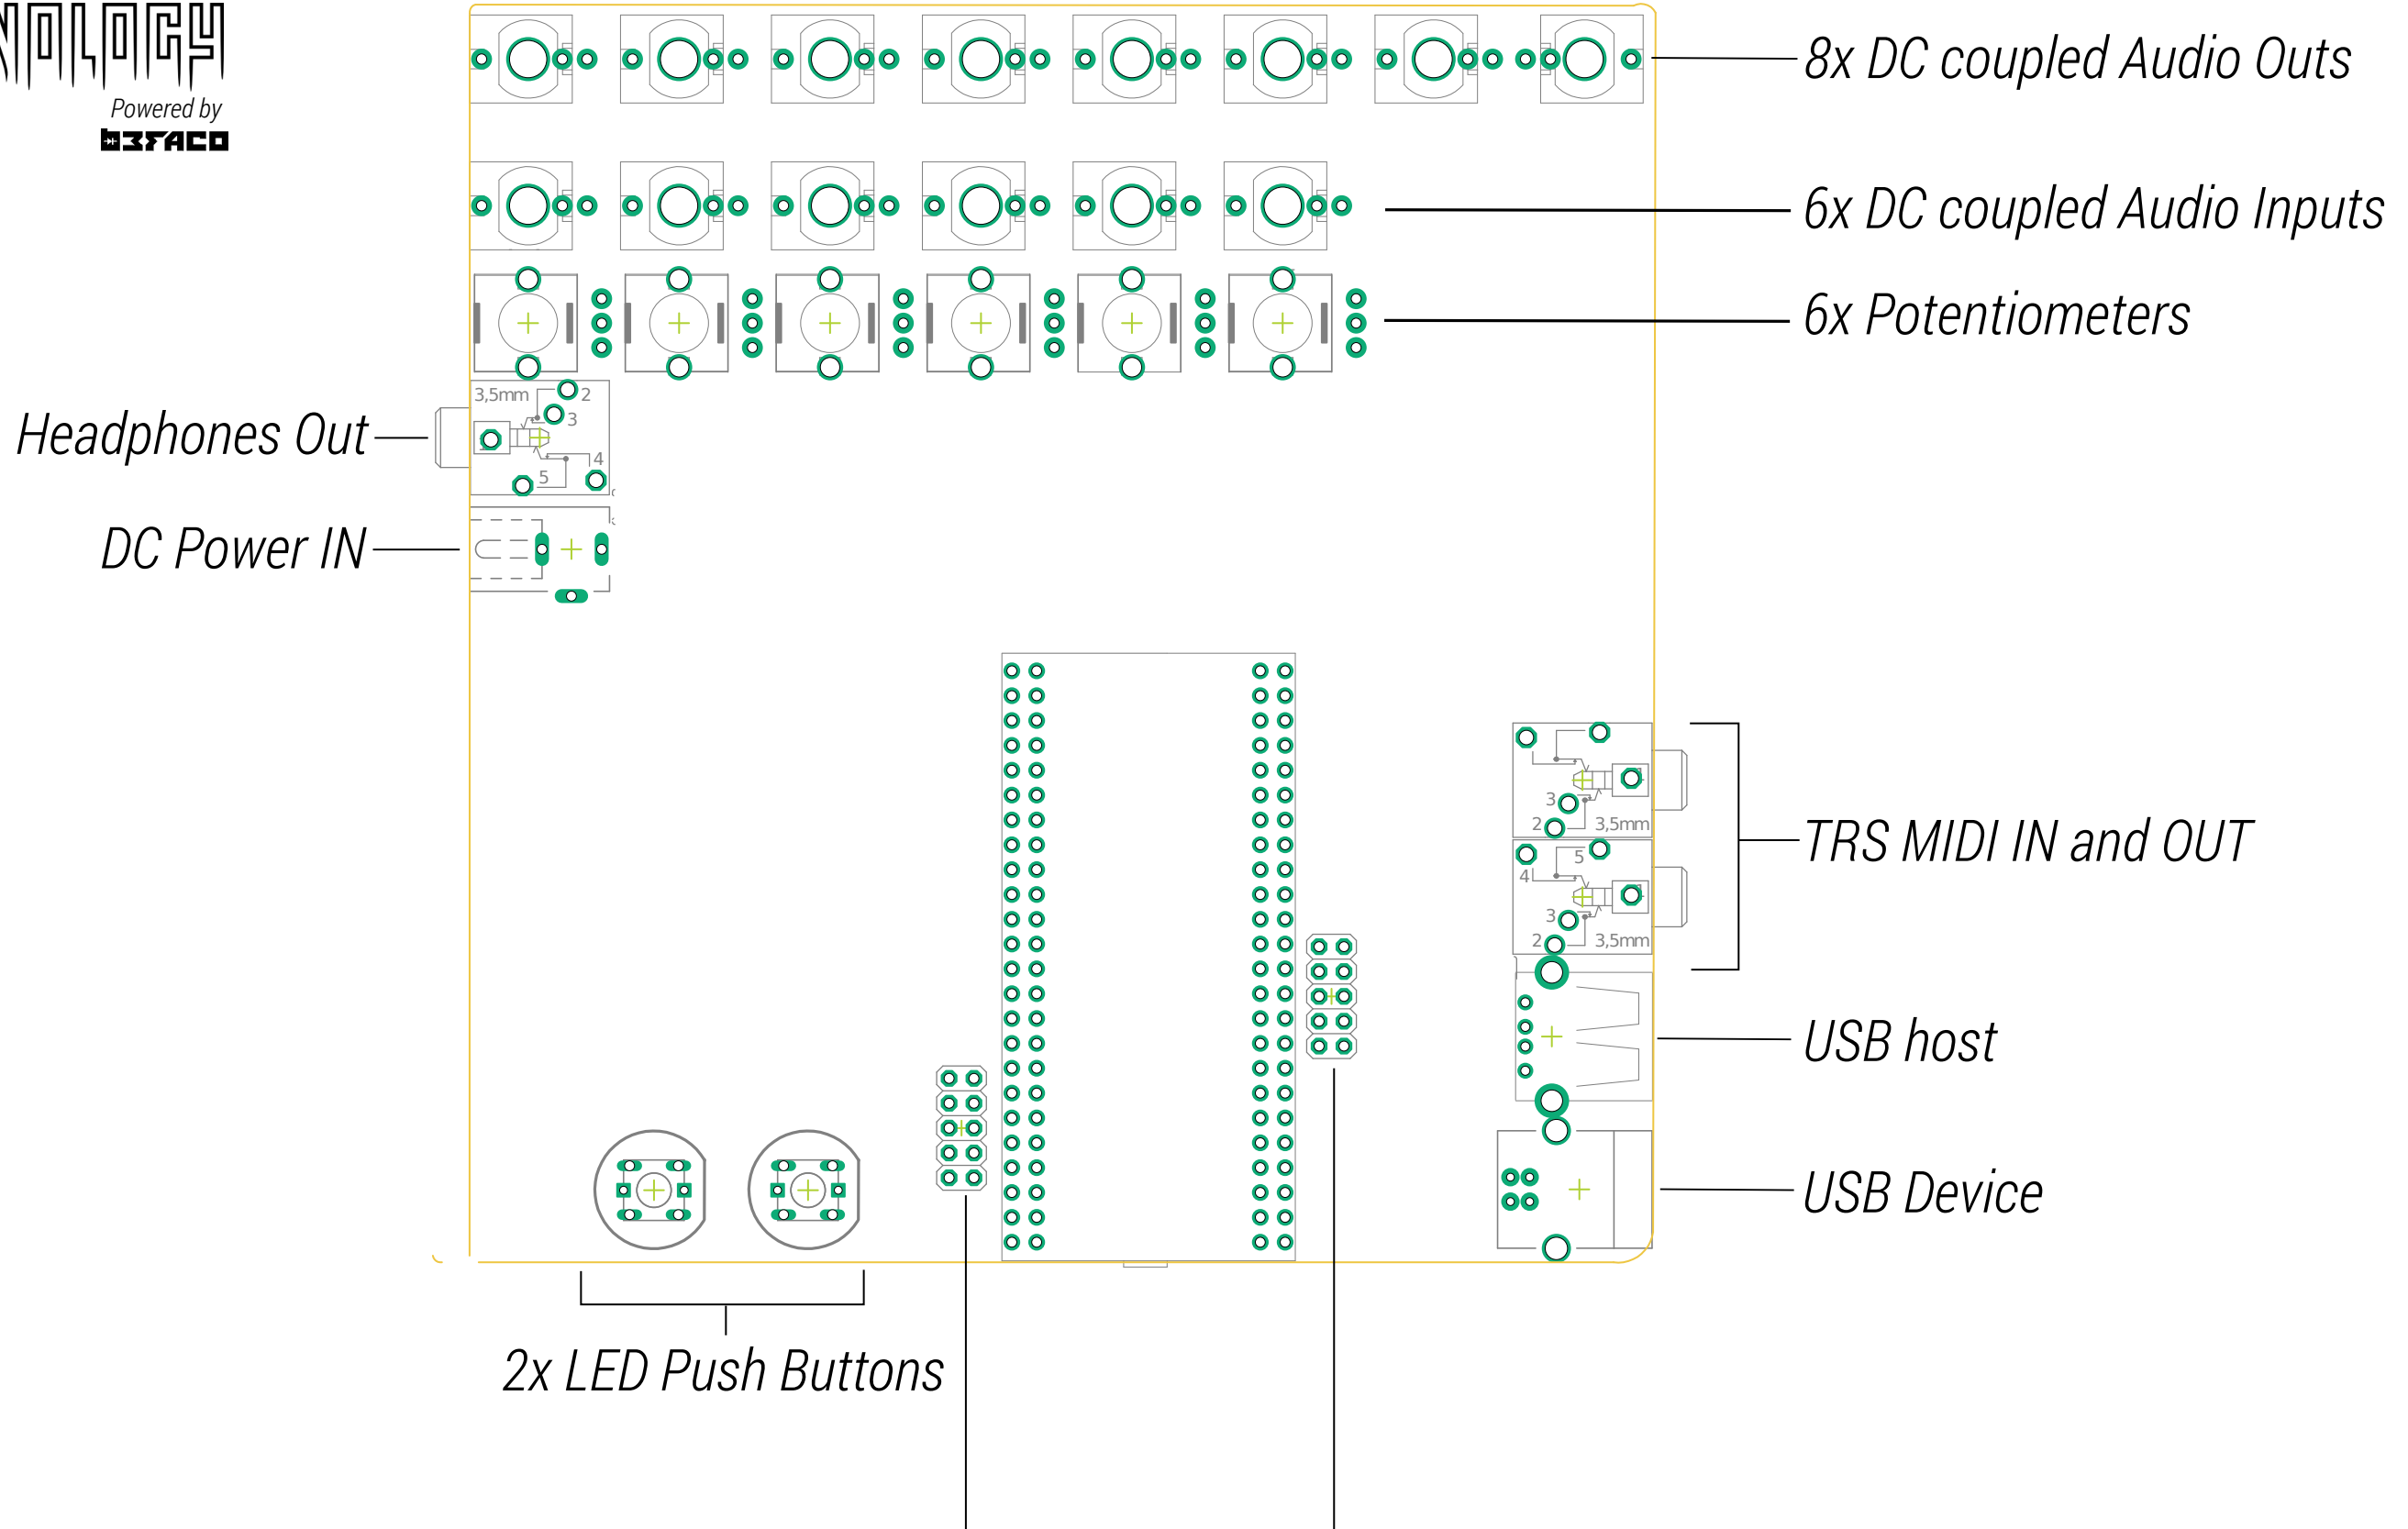 NOLOGY
Powered by
BEFACO
8x DC coupled Audio Outs
6x DC coupled Audio Inputs
6x Potentiometers
3,5mm
2
3
4
5
Headphones Out
DC Power IN
3
2
3,5mm
TRS MIDI IN and OUT
5
4
3
2
3,5mm
USB host
USB Device
2x LED Push Buttons